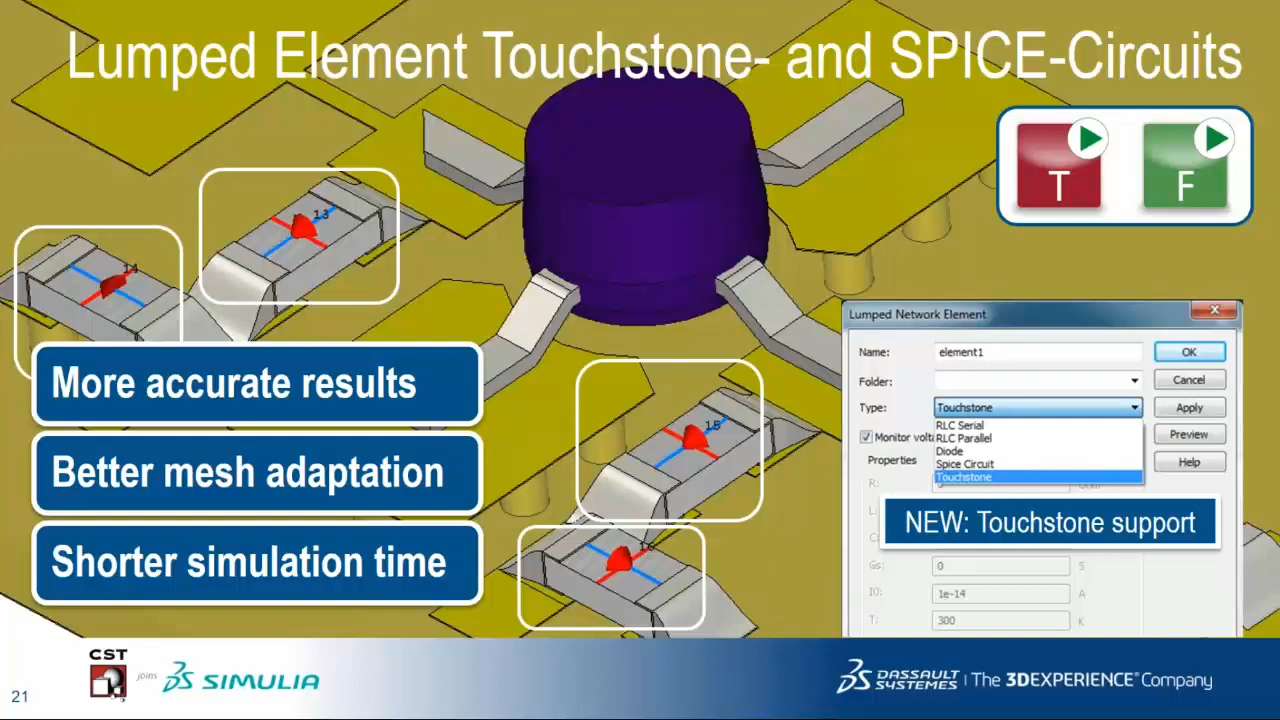 Lumped Element Touchstone- and SPICE-Circuits
T F
13
14
More accurate results
Better mesh adaptation
Shorter simulation time
15
Lumped Network Element
Name: element1 OK
Folder: Cancel
Type: Touchstone Apply
RLC Serial
RLC Parallel
Diode
Spice Circuit
Touchstone
Monitor volta Preview
Properties Help
NEW: Touchstone support
Gs: 0 S
I0: 1e-14 A
T: 300 K
21
CST
joins
SIMULIA
DASSAULT SYSTEMES | The 3DEXPERIENCE® Company